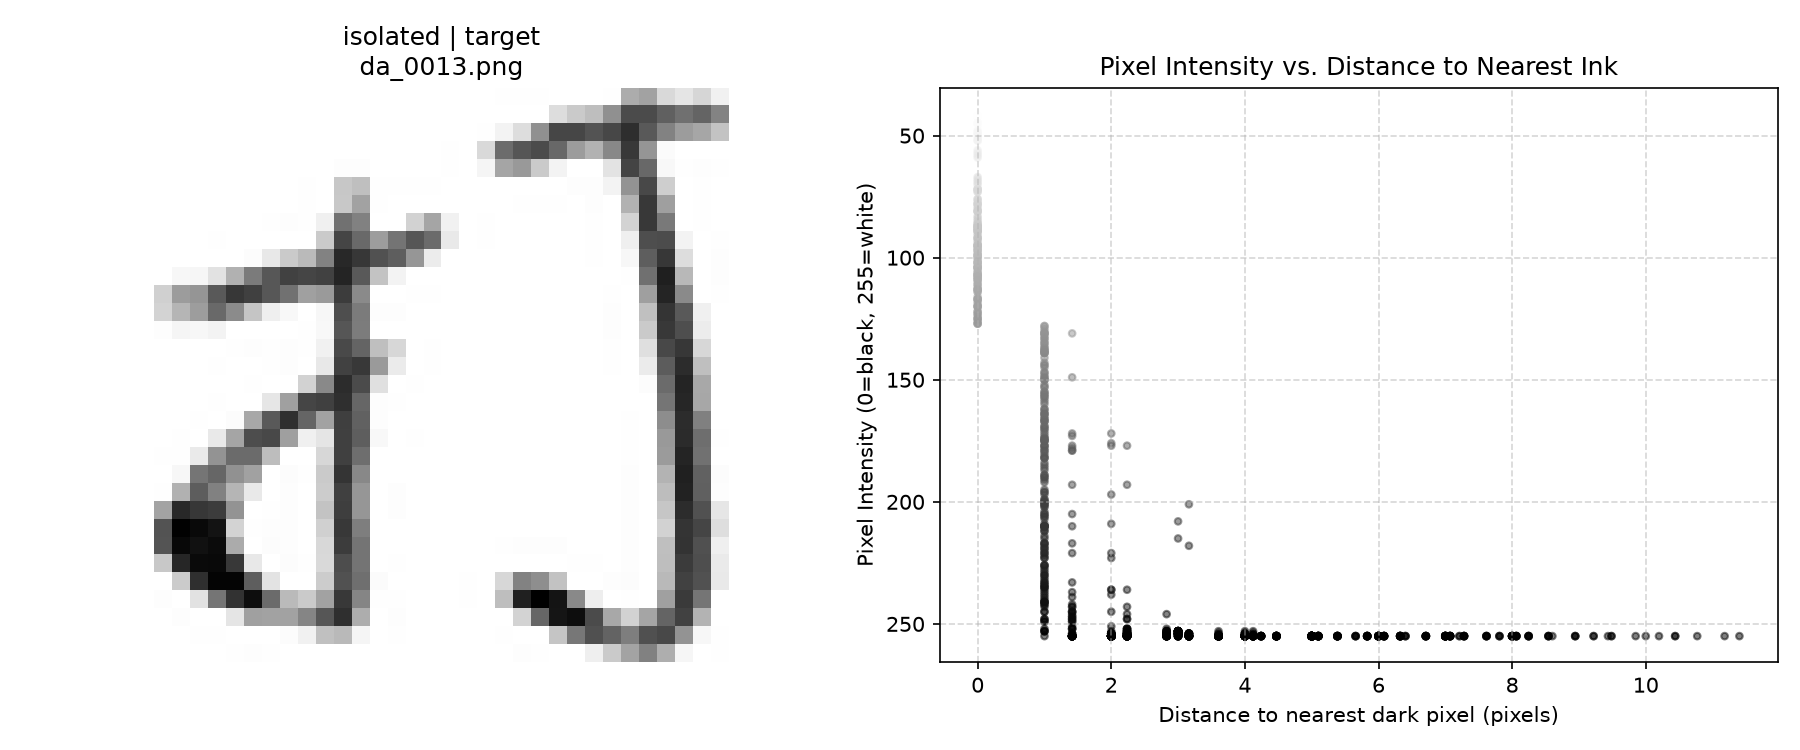 isolated | target
da_0013.png
Pixel Intensity vs. Distance to Nearest Ink
Pixel Intensity (0=black, 255=white)
50
100
150
200
250
0 2 4 6 8 10
Distance to nearest dark pixel (pixels)